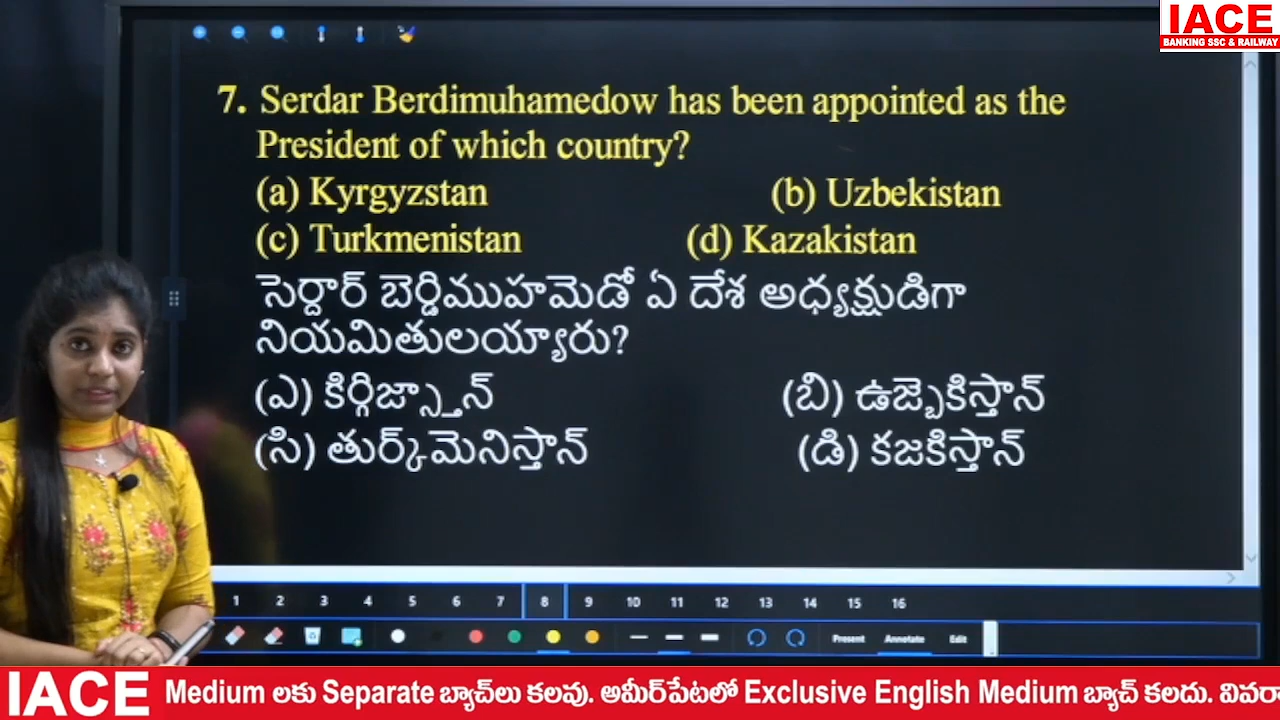 IACE
BANKING SSC & RAILWAY
7. Serdar Berdimuhamedow has been appointed as the
President of which country?
(a) Kyrgyzstan (b) Uzbekistan
(c) Turkmenistan (d) Kazakistan
సెర్దార్ బెర్డిముహమెడో ఏ దేశ అధ్యక్షుడిగా
నియమితులయ్యారు?
(ఎ) కిర్గిజ్స్తాన్ (బి) ఉజ్బెకిస్తాన్
(సి) తుర్క్‌మెనిస్తాన్ (డి) కజకిస్తాన్
1 2 3 4 5 6 7 8 9 10 11 12 13 14 15 16
Present Annotate Edit
IACE Medium లకు Separate బ్యాచ్‌లు కలవు. అమీర్‌పేటలో Exclusive English Medium బ్యాచ్ కలదు. వివరా